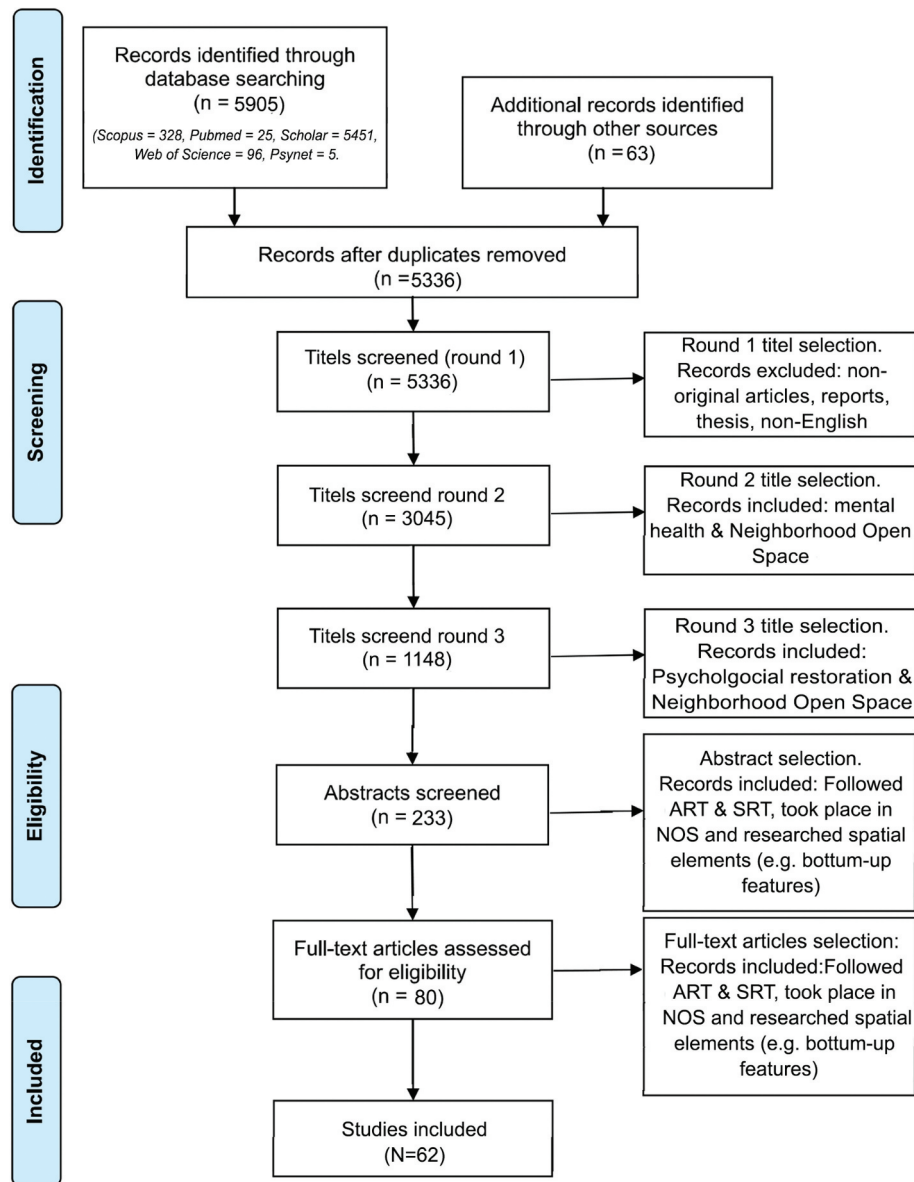 Identification
Records identified through
database searching
(n = 5905)
(Scopus = 328, Pubmed = 25, Scholar = 5451,
Web of Science = 96, Psynet = 5.
Additional records identified
through other sources
(n = 63)
Records after duplicates removed
(n =5336)
Screening
Titels screened (round 1)
(n = 5336)
Round 1 titel selection.
Records excluded: non-
original articles, reports,
thesis, non-English
Titels screend round 2
(n = 3045)
Round 2 title selection.
Records included: mental
health & Neighborhood Open
Space
Titels screend round 3
(n = 1148)
Round 3 title selection.
Records included:
Psycholgocial restoration &
Neighborhood Open Space
Eligibility
Abstracts screened
(n = 233)
Abstract selection.
Records included: Followed
ART & SRT, took place in
NOS and researched spatial
elements (e.g. bottum-up
features)
Full-text articles assessed
for eligibility
(n = 80)
Full-text articles selection:
Records included:Followed
ART & SRT, took place in
NOS and researched spatial
elements (e.g. bottum-up
features)
Included
Studies included
(N=62)